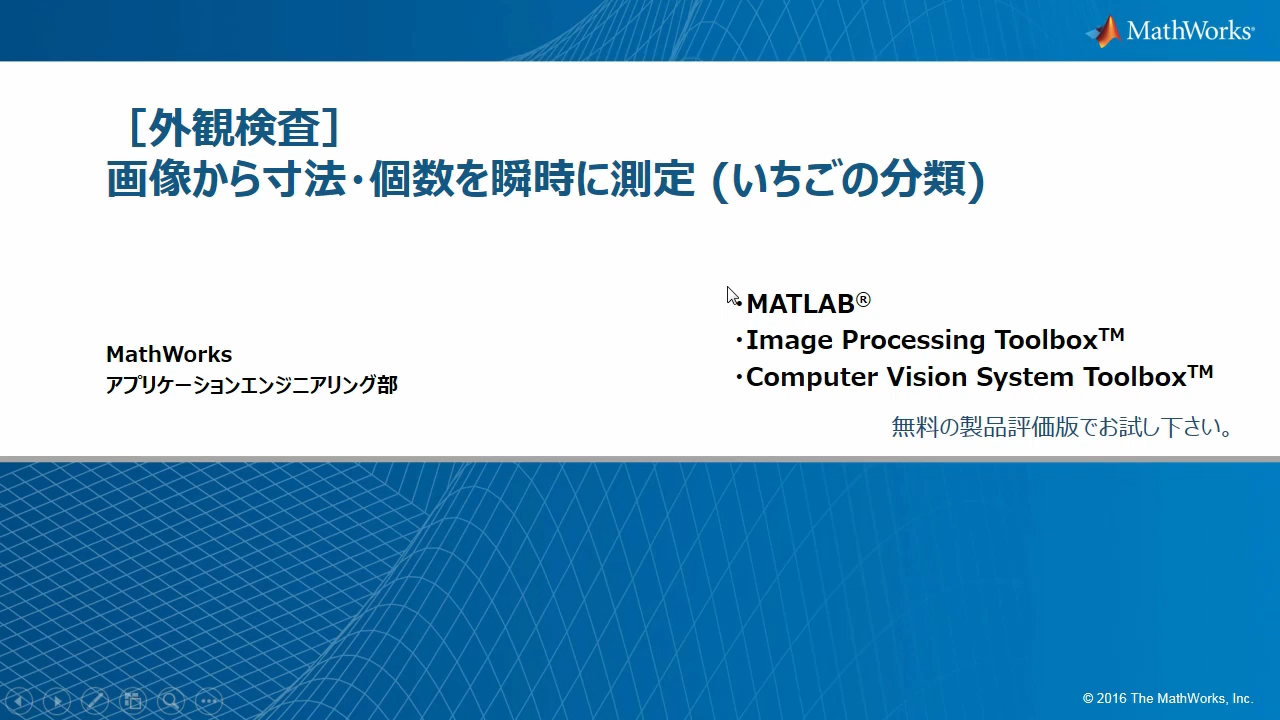 MathWorks®
［外観検査］
画像から寸法・個数を瞬時に測定 (いちごの分類)
・MATLAB®
・Image Processing Toolbox™
・Computer Vision System Toolbox™
MathWorks
アプリケーションエンジニアリング部
無料の製品評価版でお試し下さい。
© 2016 The MathWorks, Inc.